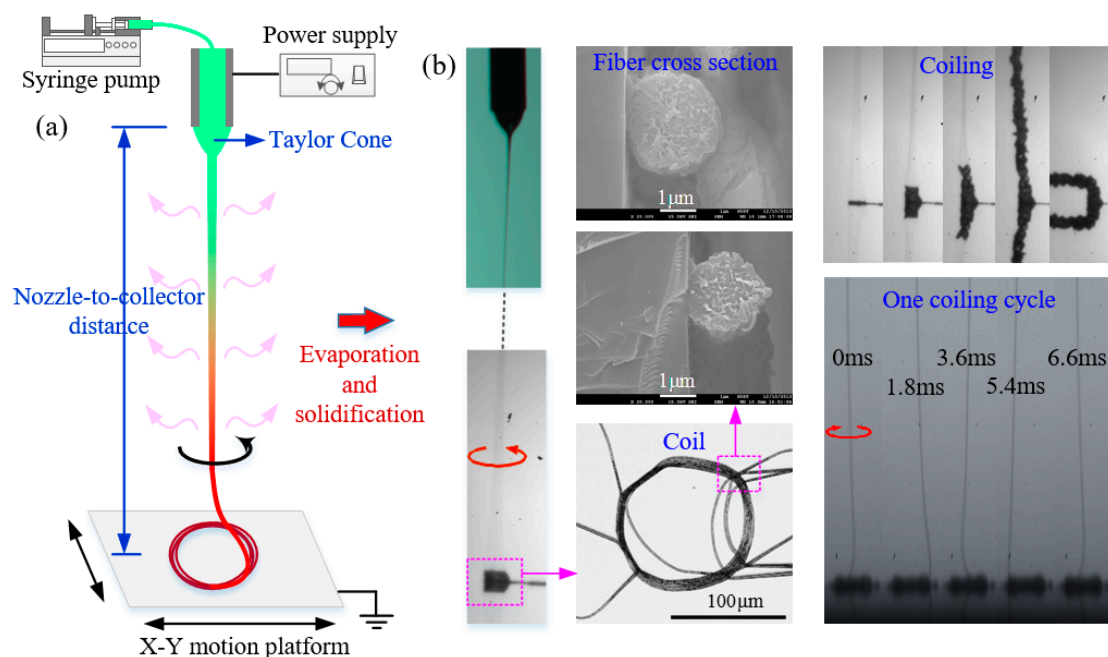 Syringe pump
Power supply
(a)
Taylor Cone
Nozzle-to-collector
distance
Evaporation
and
solidification
X-Y motion platform
(b)
Fiber cross section
1μm
1μm
Coil
100μm
Coiling
One coiling cycle
0ms
1.8ms
3.6ms
5.4ms
6.6ms